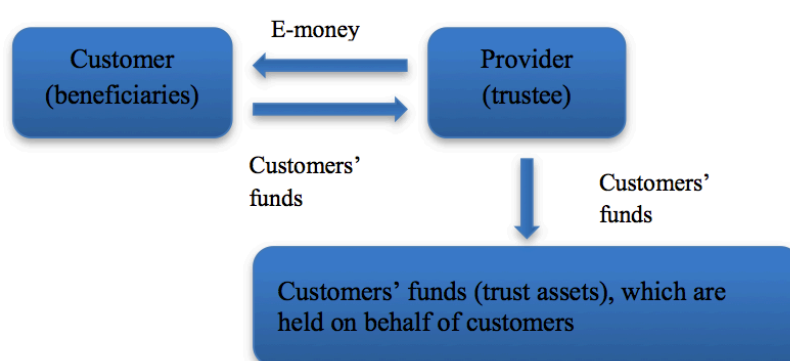 E-money
Customer
(beneficiaries)
Provider
(trustee)
Customers’
funds
Customers’
funds
Customers’ funds (trust assets), which are
held on behalf of customers